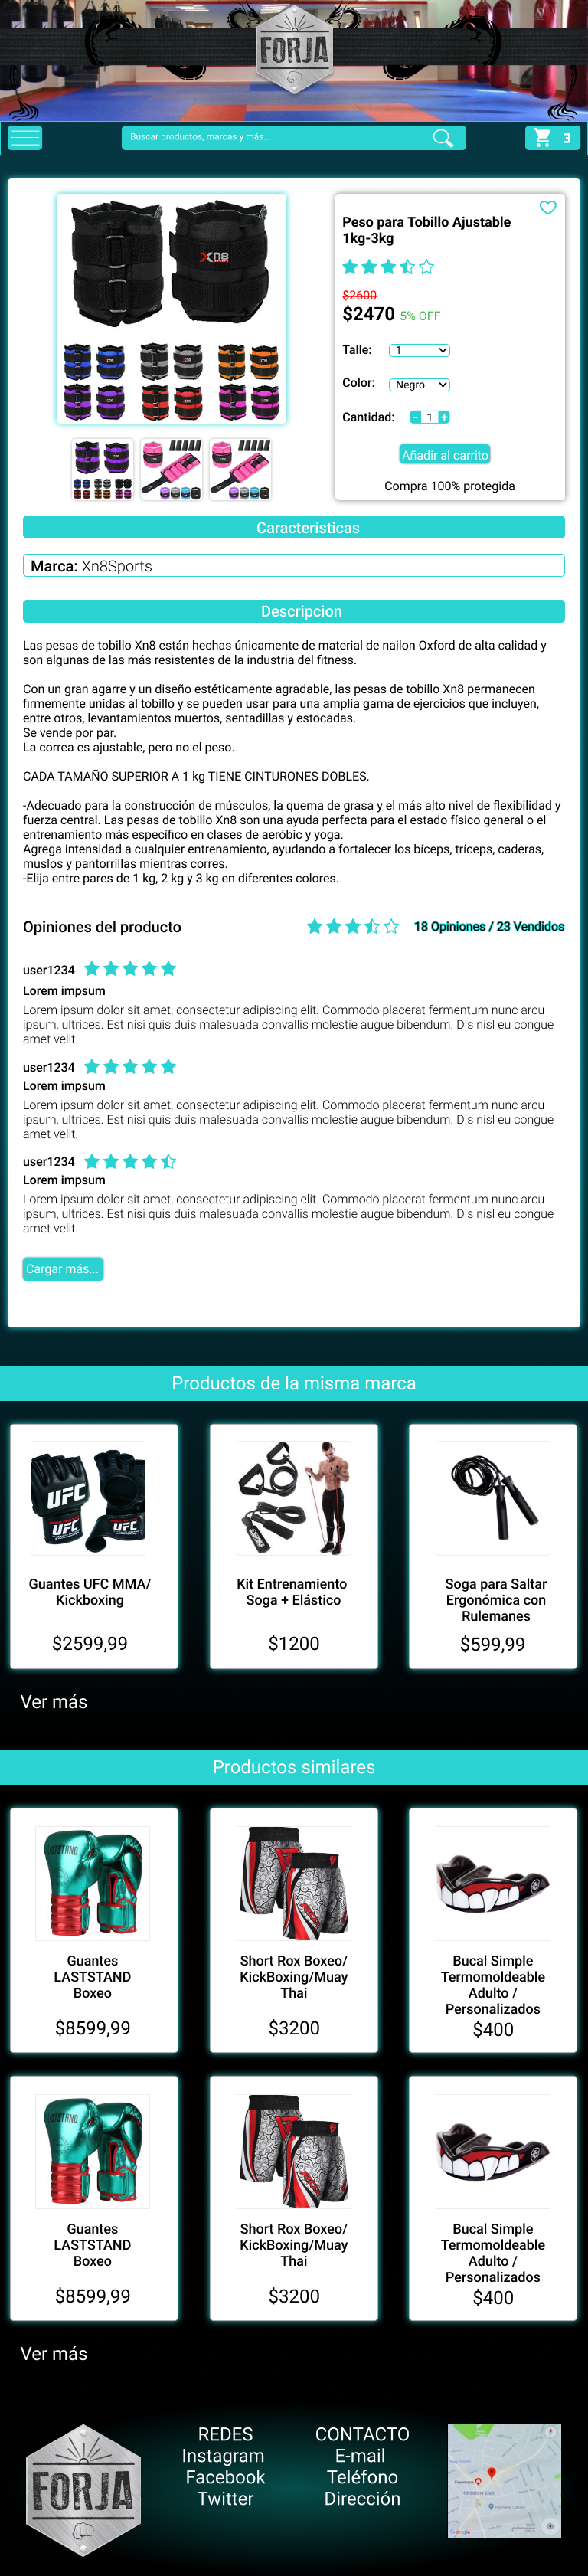 FORJA
Buscar productos, marcas y más...
3
XN8
Peso para Tobillo Ajustable
1kg-3kg
$2600
$2470 5% OFF
Talle: 1
Color: Negro
Cantidad: - 1 +
Añadir al carrito
Compra 100% protegida
Características
Marca: Xn8Sports
Descripcion
Las pesas de tobillo Xn8 están hechas únicamente de material de nailon Oxford de alta calidad y
son algunas de las más resistentes de la industria del fitness.
Con un gran agarre y un diseño estéticamente agradable, las pesas de tobillo Xn8 permanecen
firmemente unidas al tobillo y se pueden usar para una amplia gama de ejercicios que incluyen,
entre otros, levantamientos muertos, sentadillas y estocadas.
Se vende por par.
La correa es ajustable, pero no el peso.
CADA TAMAÑO SUPERIOR A 1 kg TIENE CINTURONES DOBLES.
-Adecuado para la construcción de músculos, la quema de grasa y el más alto nivel de flexibilidad y
fuerza central. Las pesas de tobillo Xn8 son una ayuda perfecta para el estado físico general o el
entrenamiento más específico en clases de aeróbic y yoga.
Agrega intensidad a cualquier entrenamiento, ayudando a fortalecer los bíceps, tríceps, caderas,
muslos y pantorrillas mientras corres.
-Elija entre pares de 1 kg, 2 kg y 3 kg en diferentes colores.
Opiniones del producto
18 Opiniones / 23 Vendidos
user1234
Lorem impsum
Lorem ipsum dolor sit amet, consectetur adipiscing elit. Commodo placerat fermentum nunc arcu
ipsum, ultrices. Est nisi quis duis malesuada convallis molestie augue bibendum. Dis nisl eu congue
amet velit.
user1234
Lorem impsum
Lorem ipsum dolor sit amet, consectetur adipiscing elit. Commodo placerat fermentum nunc arcu
ipsum, ultrices. Est nisi quis duis malesuada convallis molestie augue bibendum. Dis nisl eu congue
amet velit.
user1234
Lorem impsum
Lorem ipsum dolor sit amet, consectetur adipiscing elit. Commodo placerat fermentum nunc arcu
ipsum, ultrices. Est nisi quis duis malesuada convallis molestie augue bibendum. Dis nisl eu congue
amet velit.
Cargar más...
Productos de la misma marca
UFC
UFC
UFC
Guantes UFC MMA/
Kickboxing
$2599,99
Kit Entrenamiento
Soga + Elástico
$1200
Soga para Saltar
Ergonómica con
Rulemanes
$599,99
Ver más
Productos similares
LASTSTAND
Guantes
LASTSTAND
Boxeo
$8599,99
Short Rox Boxeo/
KickBoxing/Muay
Thai
$3200
Bucal Simple
Termomoldeable
Adulto /
Personalizados
$400
LASTSTAND
Guantes
LASTSTAND
Boxeo
$8599,99
Short Rox Boxeo/
KickBoxing/Muay
Thai
$3200
Bucal Simple
Termomoldeable
Adulto /
Personalizados
$400
Ver más
FORJA
REDES
Instagram
Facebook
Twitter
CONTACTO
E-mail
Teléfono
Dirección
CROUCH END
Google